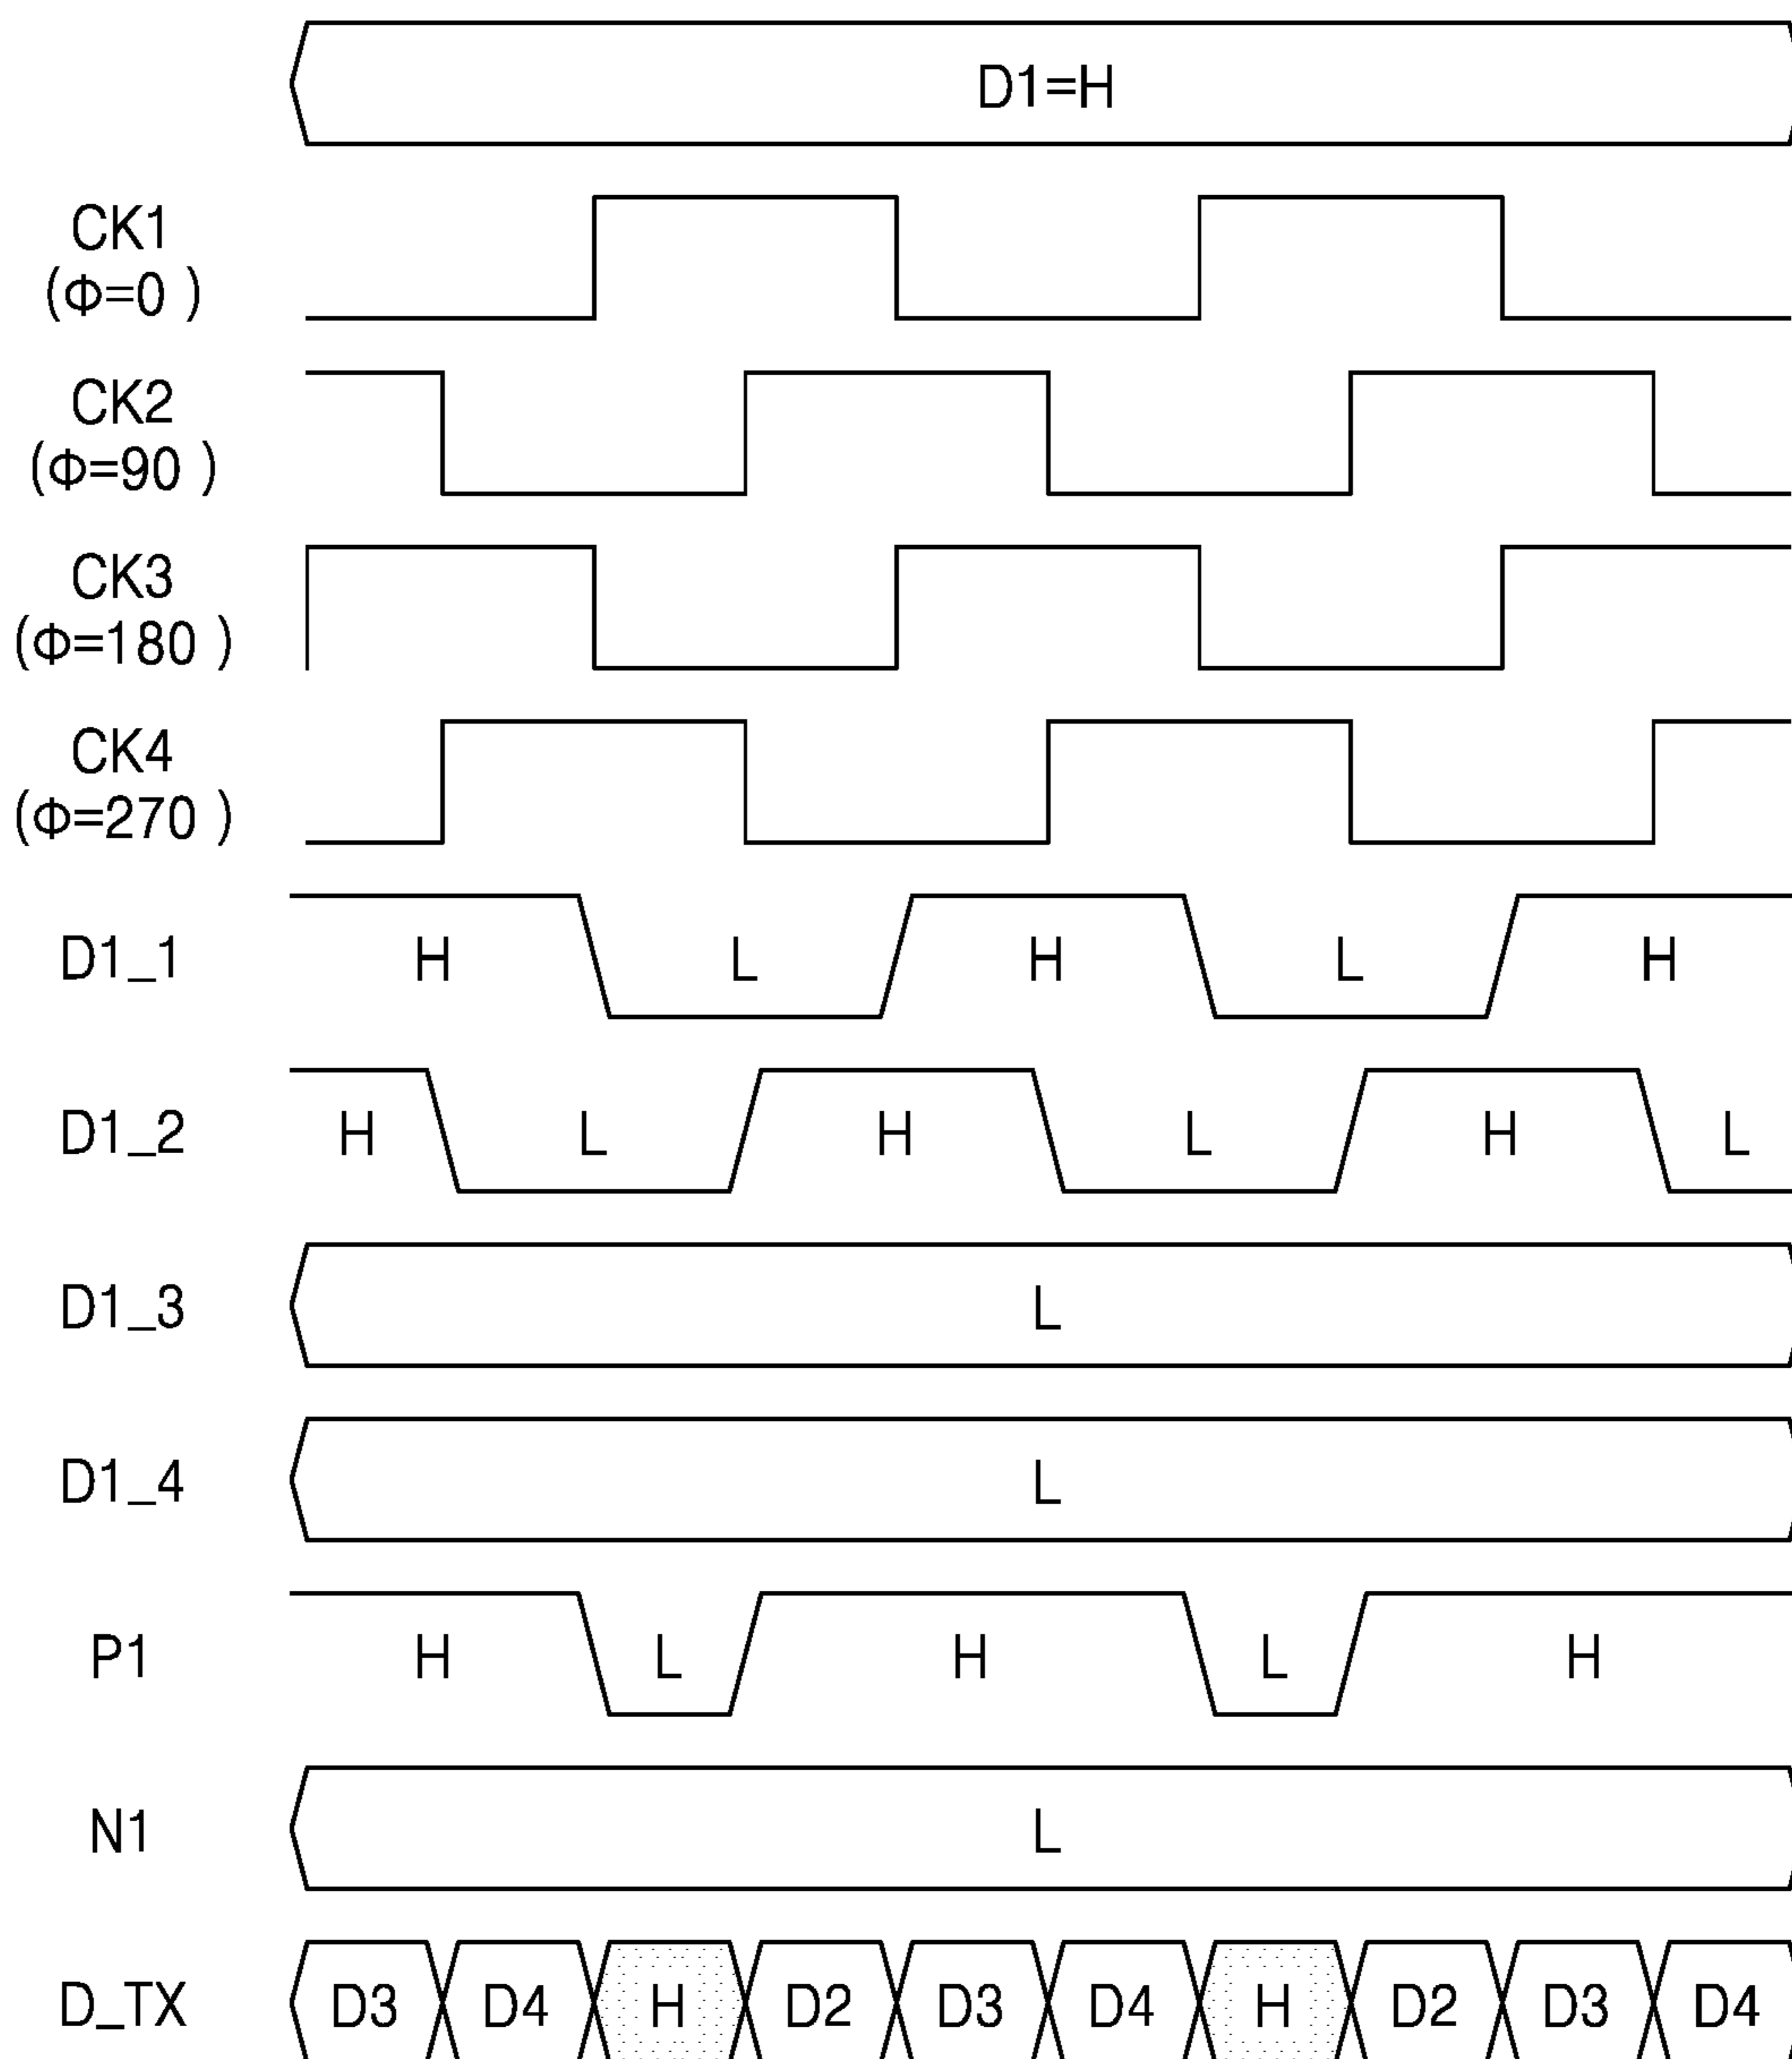 D1=H
CK1
(Φ=0 )
CK2
(Φ=90 )
CK3
(Φ=180 )
CK4
(Φ=270 )
D1_1 H L H L H
D1_2 H L H L H L
D1_3 L
D1_4 L
P1 H L H L H
N1 L
D_TX D3 D4 H D2 D3 D4 H D2 D3 D4